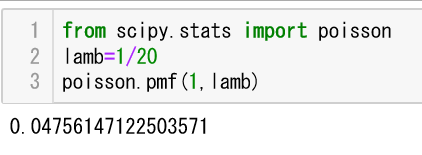 1 from scipy.stats import poisson
2 lamb=1/20
3 poisson.pmf(1,lamb)
0.04756147122503571